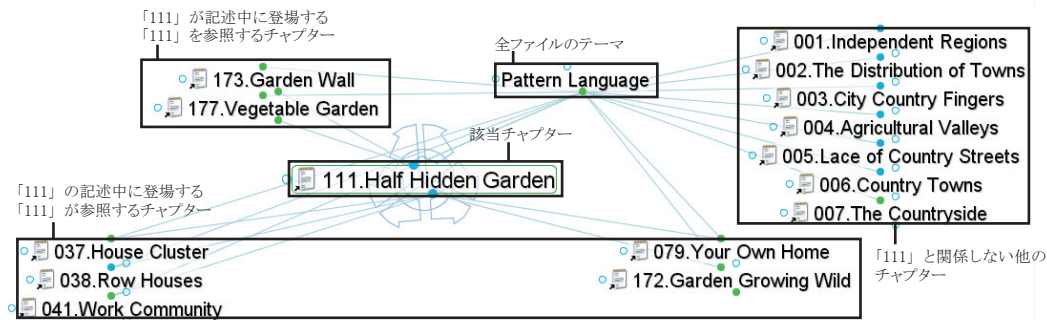 「111」が記述中に登場する
「111」を参照するチャプター
173.Garden Wall
177.Vegetable Garden
全ファイルのテーマ
Pattern Language
001.Independent Regions
002.The Distribution of Towns
003.City Country Fingers
004.Agricultural Valleys
005.Lace of Country Streets
006.Country Towns
007.The Countryside
該当チャプター
111.Half Hidden Garden
「111」の記述中に登場する
「111」が参照するチャプター
037.House Cluster
038.Row Houses
041.Work Community
079.Your Own Home
172.Garden Growing Wild
「111」と関係しない他の
チャプター